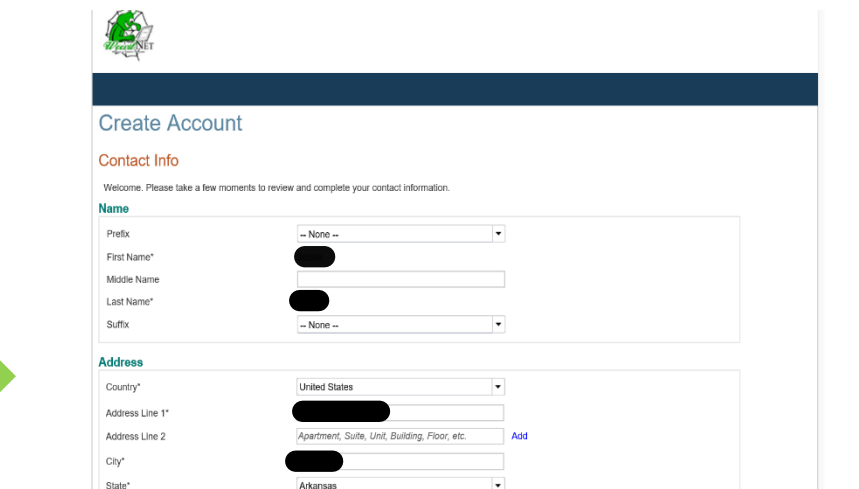 NET
Create Account
Contact Info
Welcome. Please take a few moments to review and complete your contact information.
Name
Prefix -- None --
First Name*
Middle Name
Last Name*
Suffix -- None --
Address
Country* United States
Address Line 1*
Address Line 2 Apartment, Suite, Unit, Building, Floor, etc. Add
City*
State* Arkansas